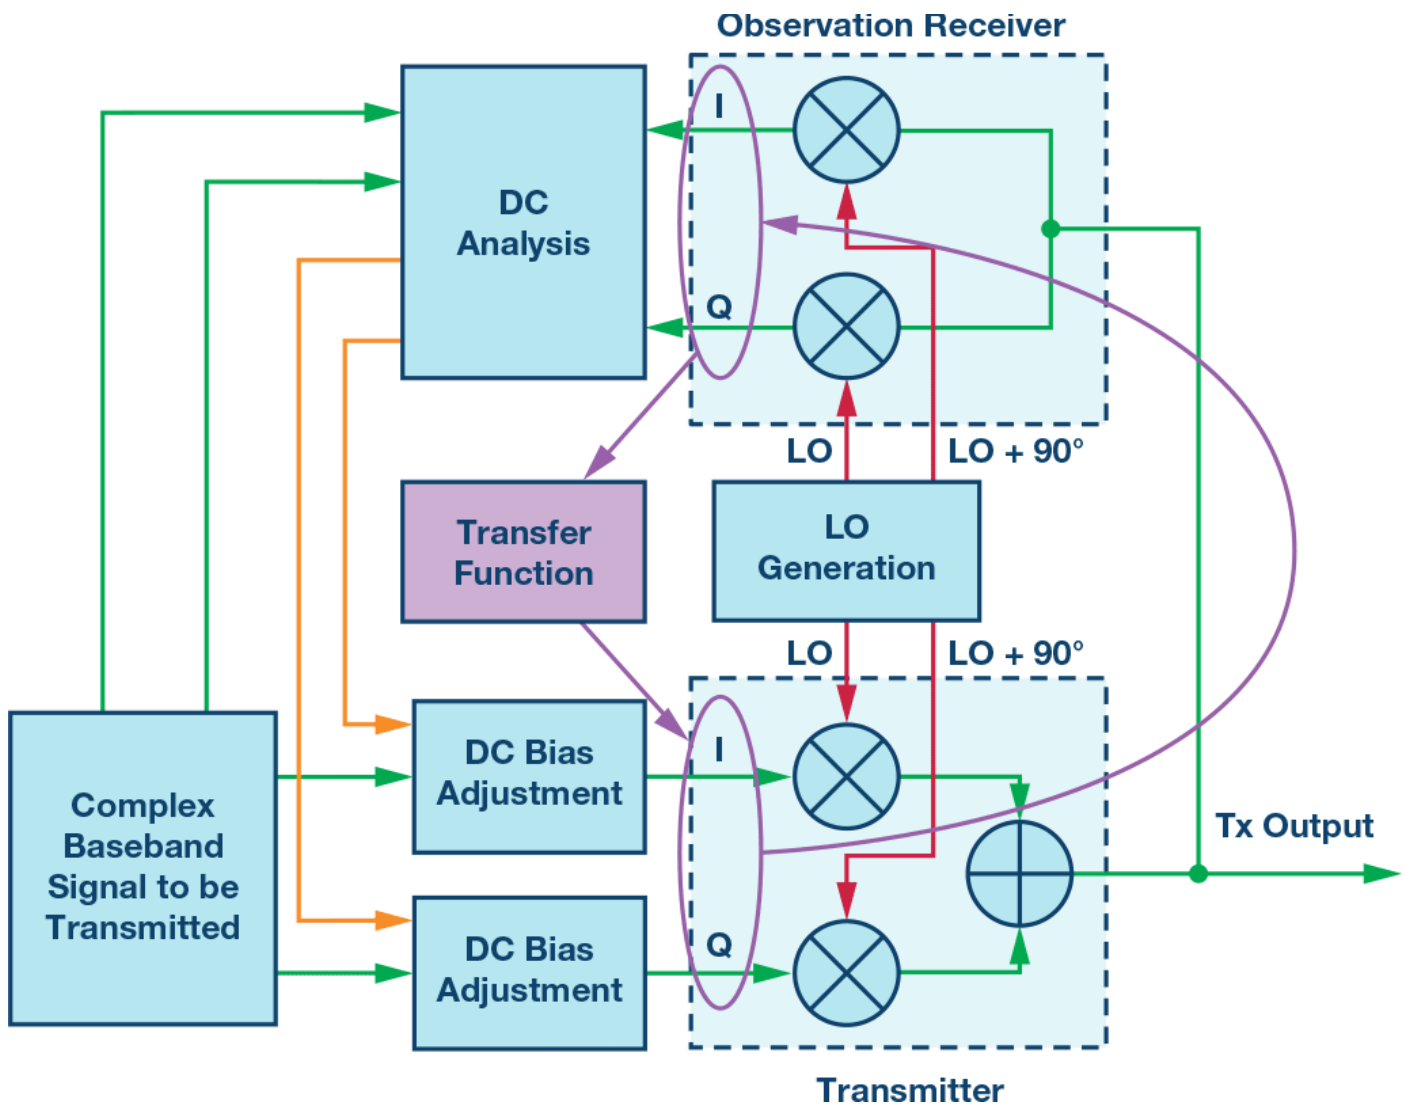 Observation Receiver
I
DC
Analysis
Q
LO
LO + 90°
Transfer
Function
LO
Generation
LO
LO + 90°
DC Bias
Adjustment
I
Complex
Baseband
Signal to be
Transmitted
Tx Output
DC Bias
Adjustment
Q
Transmitter